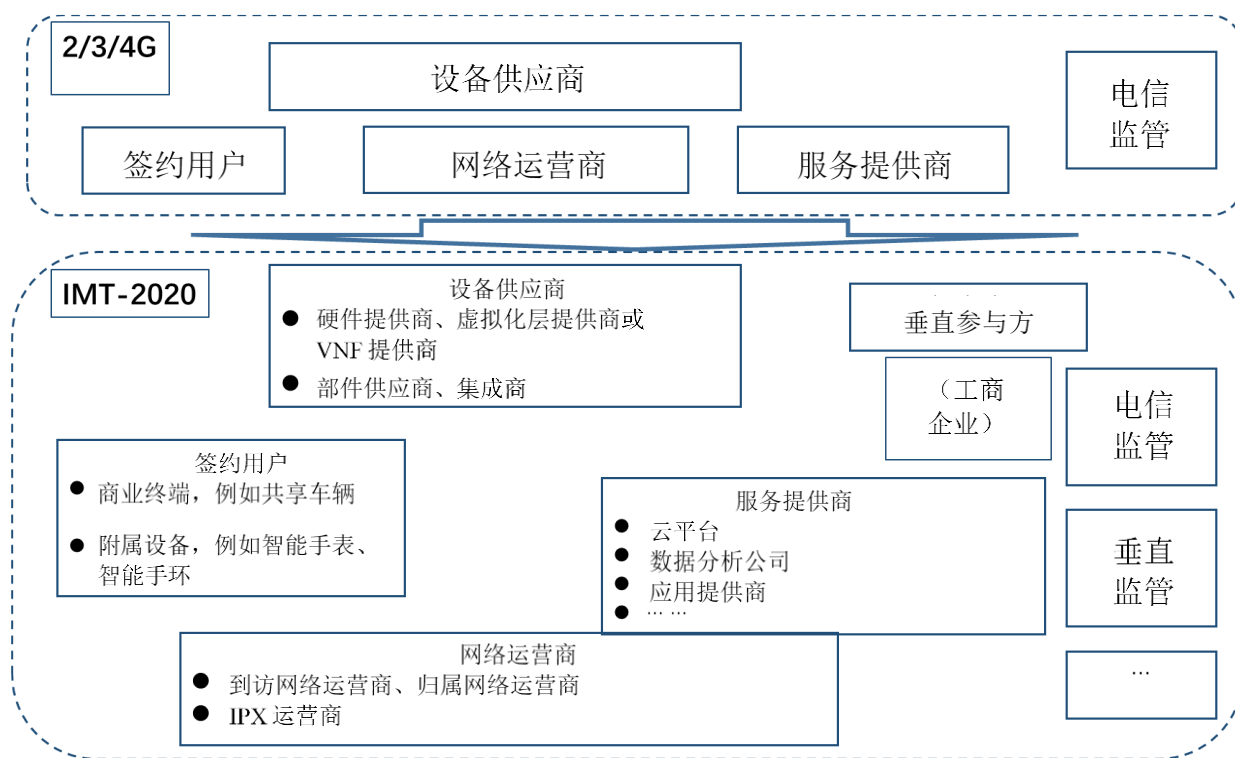 2/3/4G
设备供应商
电信
监管
签约用户
网络运营商
服务提供商
IMT-2020
设备供应商
● 硬件提供商、虚拟化层提供商或
VNF 提供商
● 部件供应商、集成商
垂直参与方
（工商
企业）
电信
监管
签约用户
● 商业终端，例如共享车辆
● 附属设备，例如智能手表、
智能手环
服务提供商
● 云平台
● 数据分析公司
● 应用提供商
● … …
垂直
监管
网络运营商
● 到访网络运营商、归属网络运营商
● IPX 运营商
…